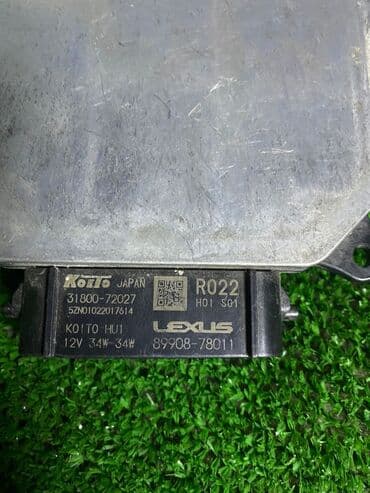 KOITO JAPAN
31800-72027
5ZN01022017614
KOITO HU1
12V 34W-34W
R022
H01 S01
LEXUS
89908-78011